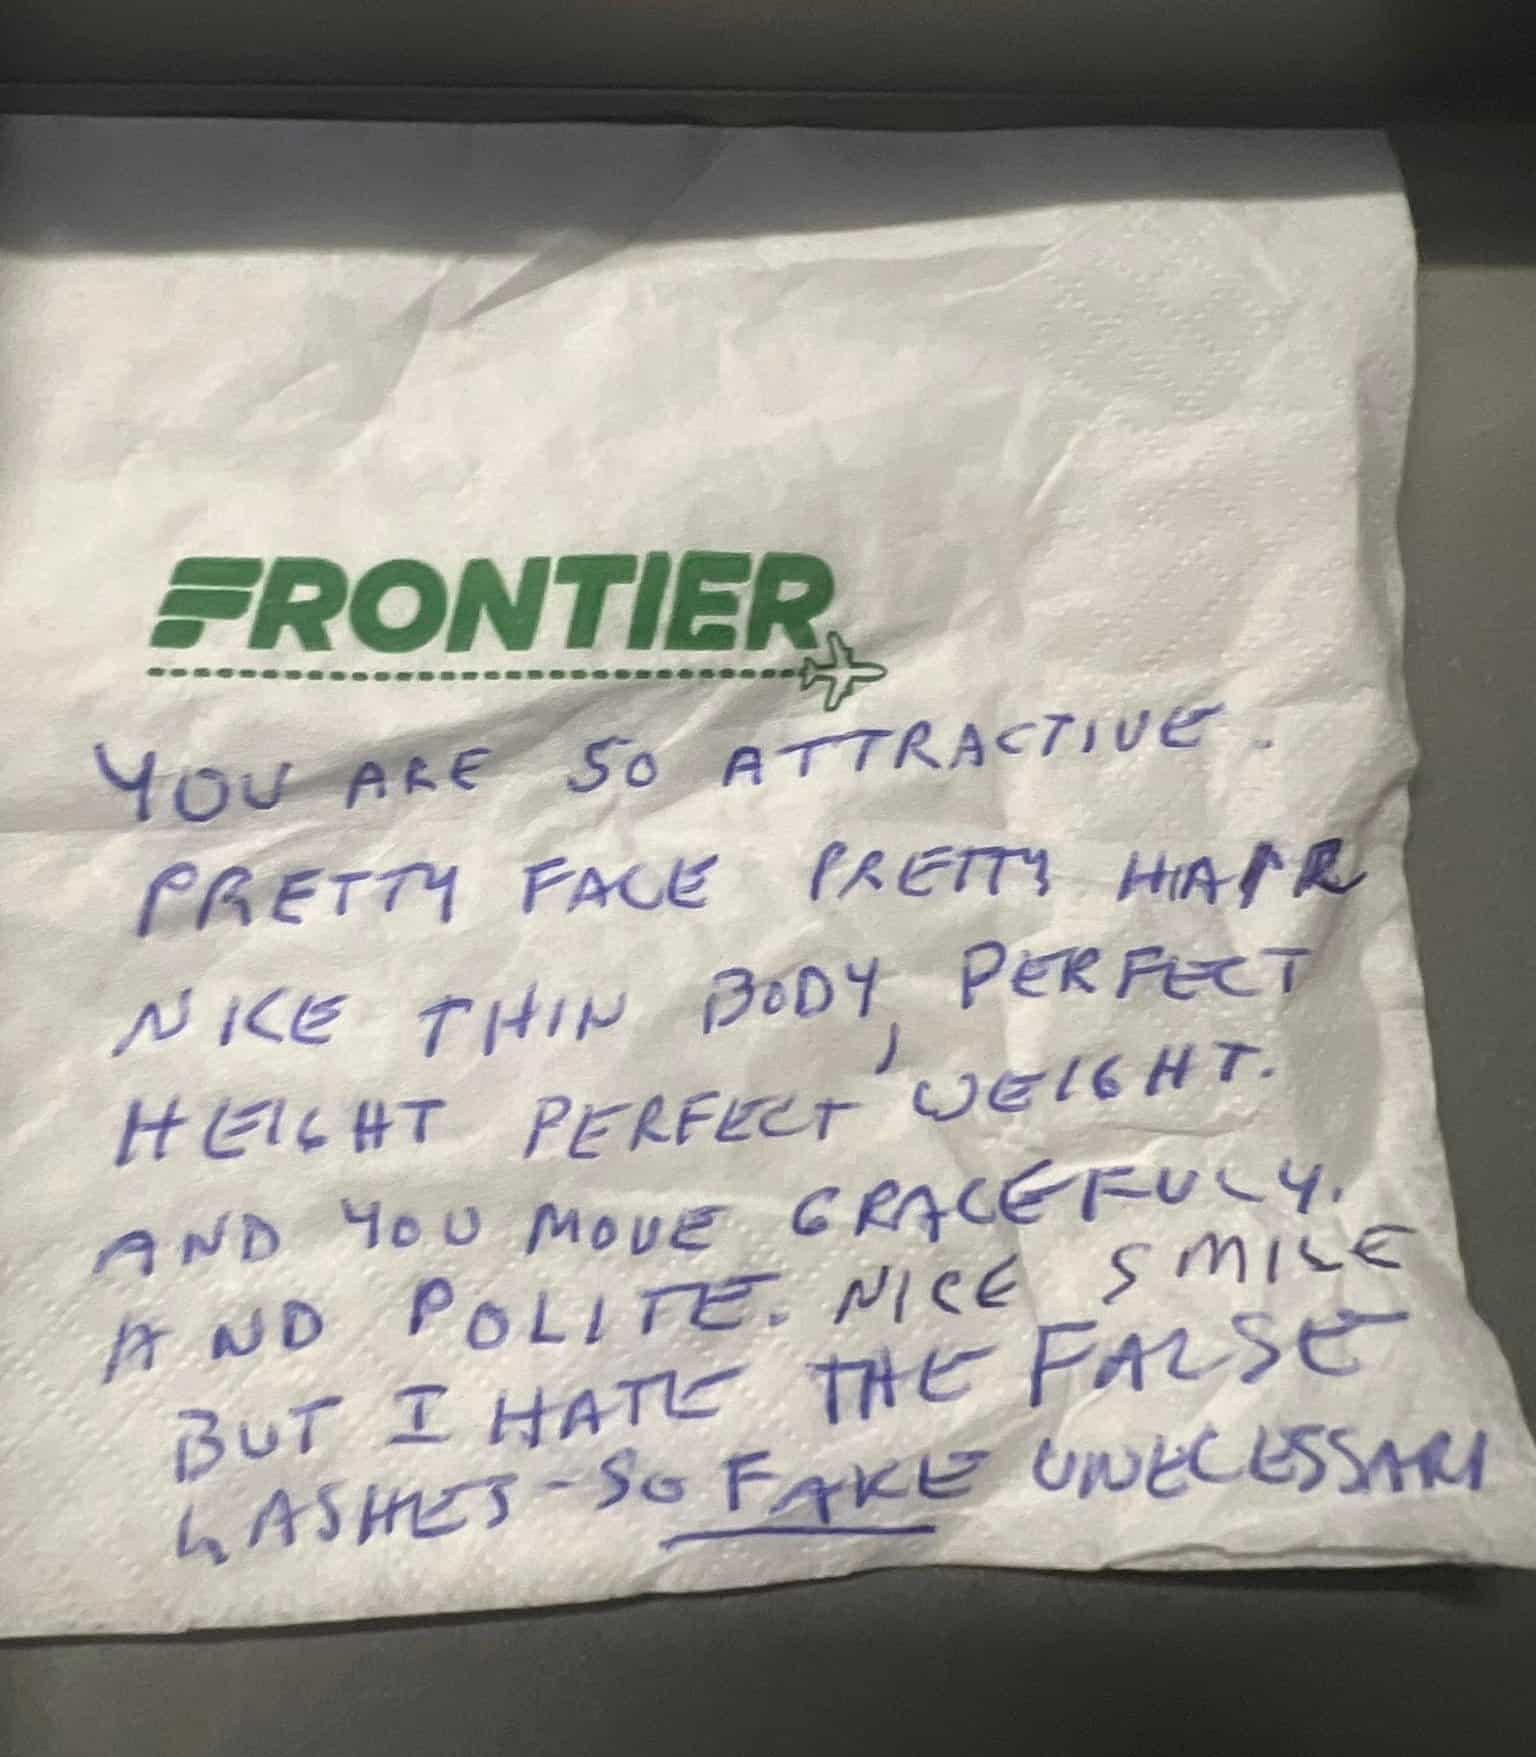 FRONTIER
YOU ARE SO ATTRACTIVE.
PRETTY FACE PRETTY HAIR
NICE THIN BODY, PERFECT
HEIGHT PERFECT WEIGHT.
AND YOU MOVE GRACEFULY.
AND POLITE. NICE SMILE
BUT I HATE THE FALSE
LASHES-SO FAKE UNECESSARI